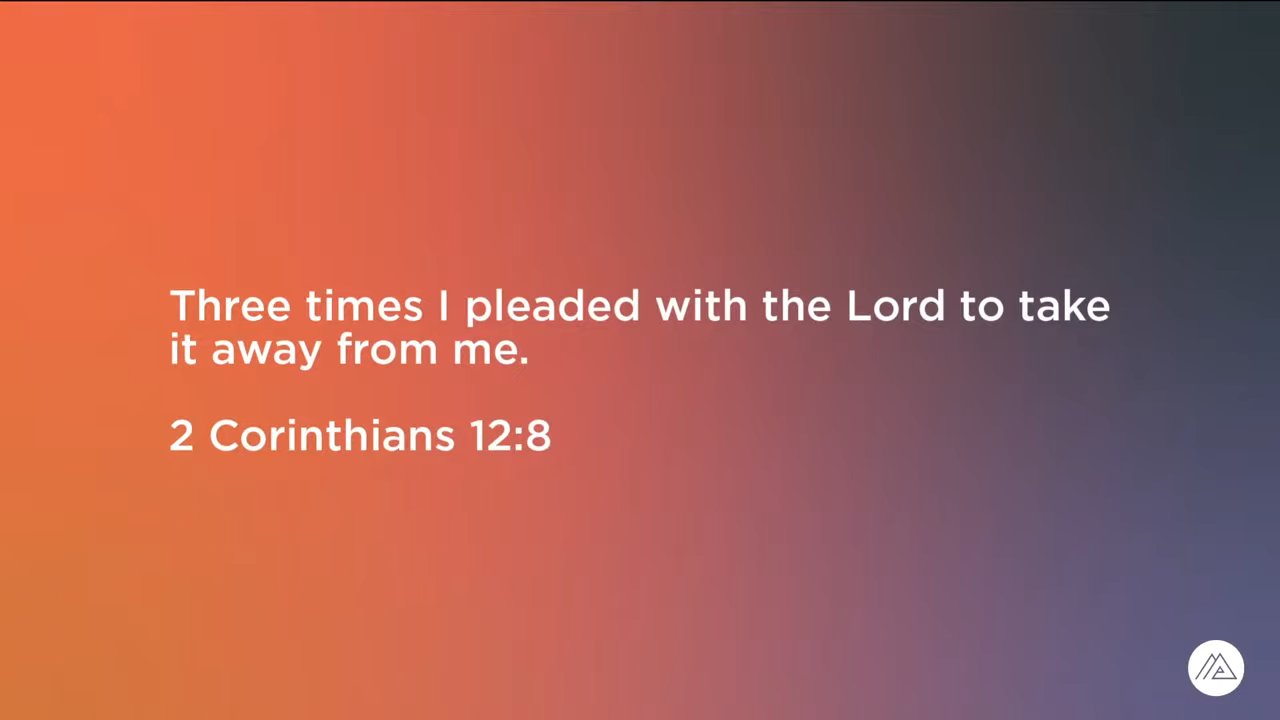 Three times I pleaded with the Lord to take
it away from me.
2 Corinthians 12:8